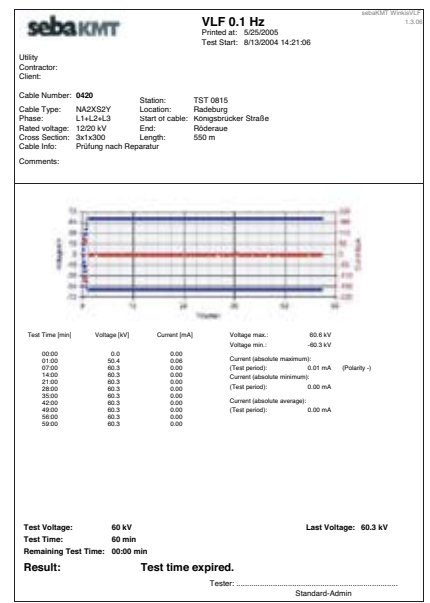 sebaKMT
VLF 0.1 Hz
sebaKMT WinkisVLF
1.3.06
Printed at: 5/25/2005
Test Start: 8/13/2004 14:21:06
Utility
Contractor:
Client:
Cable Number: 0420
Station: TST 0815
Cable Type: NA2XS2Y Location: Radeburg
Phase: L1+L2+L3 Start of cable: Königsbrücker Straße
Rated voltage: 12/20 kV End: Röderaue
Cross Section: 3x1x300 Length: 550 m
Cable Info: Prüfung nach Reparatur
Comments:
Test Time [min] Voltage [kV] Current [mA]
00:00 0.0 0.00
01:00 50.4 0.06
07:00 60.3 0.00
14:00 60.3 0.00
21:00 60.3 0.00
28:00 60.3 0.00
35:00 60.3 0.00
42:00 60.3 0.00
49:00 60.3 0.00
56:00 60.3 0.00
59:00 60.3 0.00
Voltage max.: 60.6 kV
Voltage min.: -60.3 kV
Current (absolute maximum):
(Test period): 0.01 mA (Polarity -)
Current (absolute minimum):
(Test period): 0.00 mA
Current (absolute average):
(Test period): 0.00 mA
Test Voltage: 60 kV
Last Voltage: 60.3 kV
Test Time: 60 min
Remaining Test Time: 00:00 min
Result: Test time expired.
Tester:
Standard-Admin